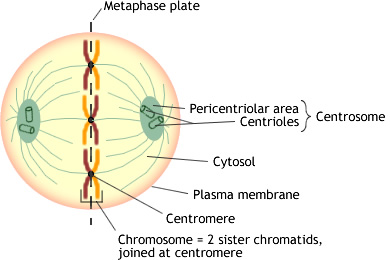 Metaphase plate
Pericentriolar area
Centrioles
Centrosome
Cytosol
Plasma membrane
Centromere
Chromosome = 2 sister chromatids,
joined at centromere